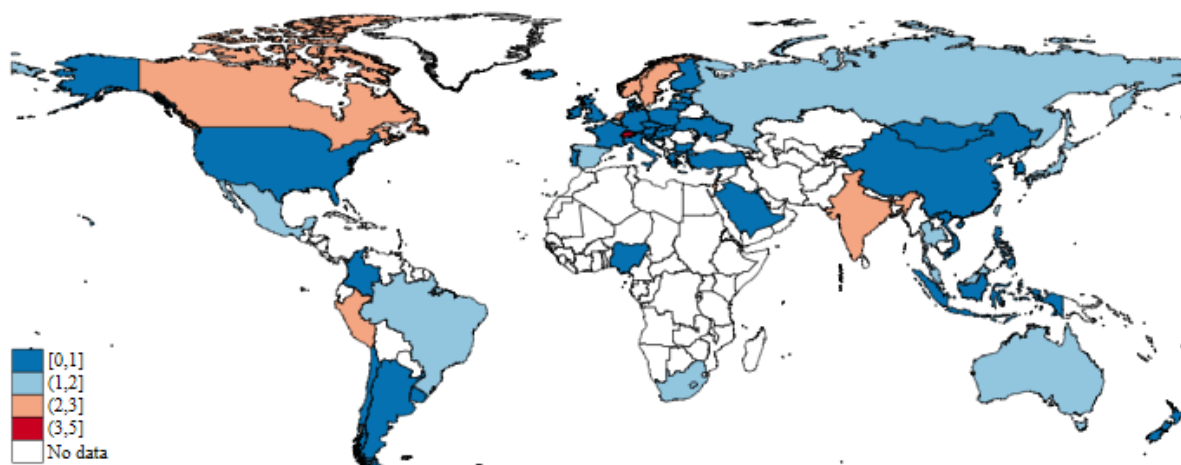 [0,1]
(1,2]
(2,3]
(3,5]
No data